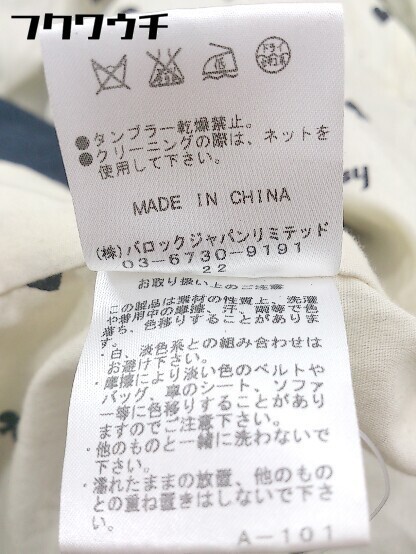 フクウウチ
ドライ
セキユ系
●タンブラー乾燥禁止。
●クリーニングの際は、ネットを
使用して下さい。
MADE IN CHINA
(株)バロックジャパンリミテッド
03-6730-9191
22
お取り扱い上のご注意
この製品は素材の性質上、洗濯
や着用中の摩擦、汗、雨等で色
落ち、色移りすることがありま
す。
・白、淡色系との組み合わせは
お避け下さい。
・摩擦により淡い色のベルトや
バッグ、車のシート、ソファ
ー等に色移りすることがあり
ますのでご注意下さい。
・他のものと一緒に洗わないで
下さい。
・濡れたままの放置、他のもの
との重ね置きはしないで下さ
い。
A-101